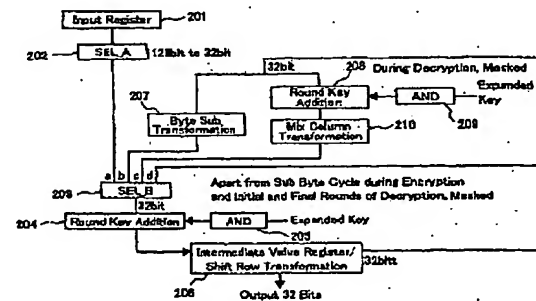 Input Register
201
202
SEL_A
128bit to 32bit
32bit
208
During Decryption, Masked
207
Round Key
Addition
AND
Expanded
Key
209
Byte Sub
Transformation
Mix Column
Transformation
210
a b c d
203
SEL_B
Apart from Sub Byte Cycle during Encryption
and Initial and Final Rounds of Decryption, Masked
32bit
204
Round Key Addition
AND
Expanded Key
205
Intermediate Value Register/
Shift Row Transformation
32bits
206
Output 32 Bits